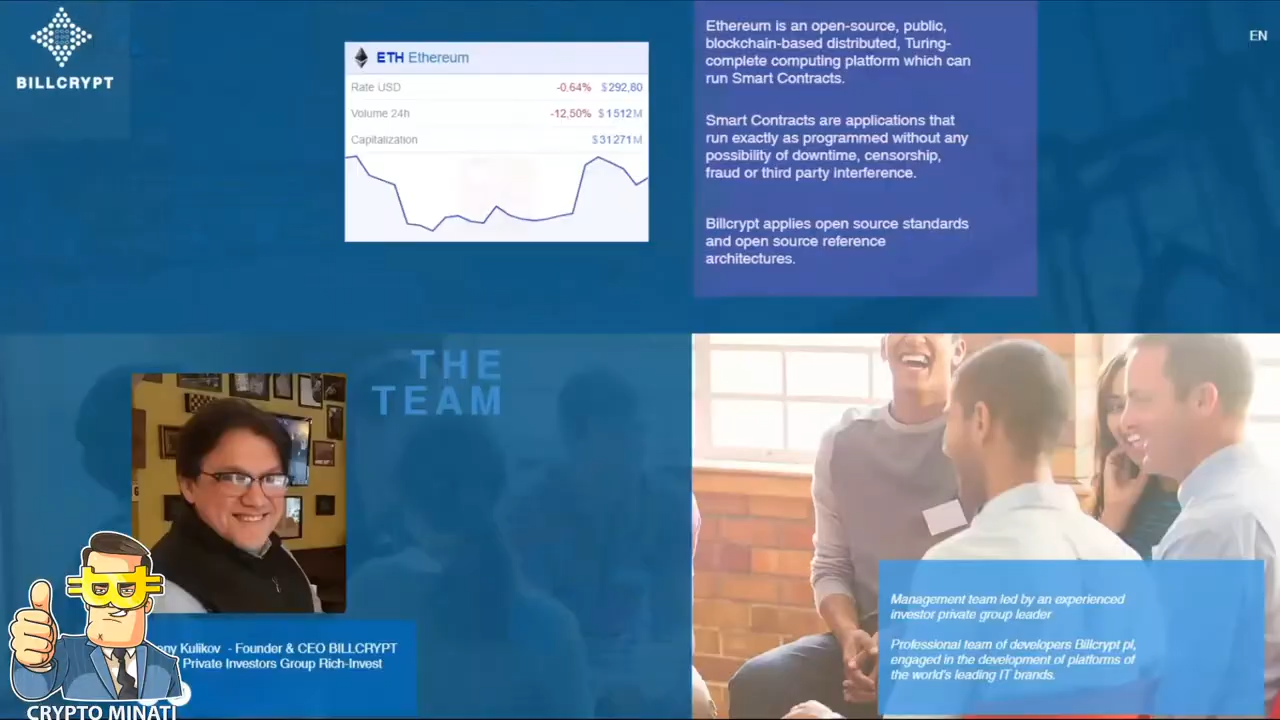 BILLCRYPT
EN
ETH Ethereum
Rate USD -0.64% $292,80
Volume 24h -12,50% $1512M
Capitalization $31271M
Ethereum is an open-source, public,
blockchain-based distributed, Turing-
complete computing platform which can
run Smart Contracts.
Smart Contracts are applications that
run exactly as programmed without any
possibility of downtime, censorship,
fraud or third party interference.
Billcrypt applies open source standards
and open source reference
architectures.
THE
TEAM
Kulikov - Founder & CEO BILLCRYPT
Private Investors Group Rich-Invest
Management team led by an experienced
investor private group leader
Professional team of developers Billcrypt pl,
engaged in the development of platforms of
the world's leading IT brands.
CRYPTO MINATI